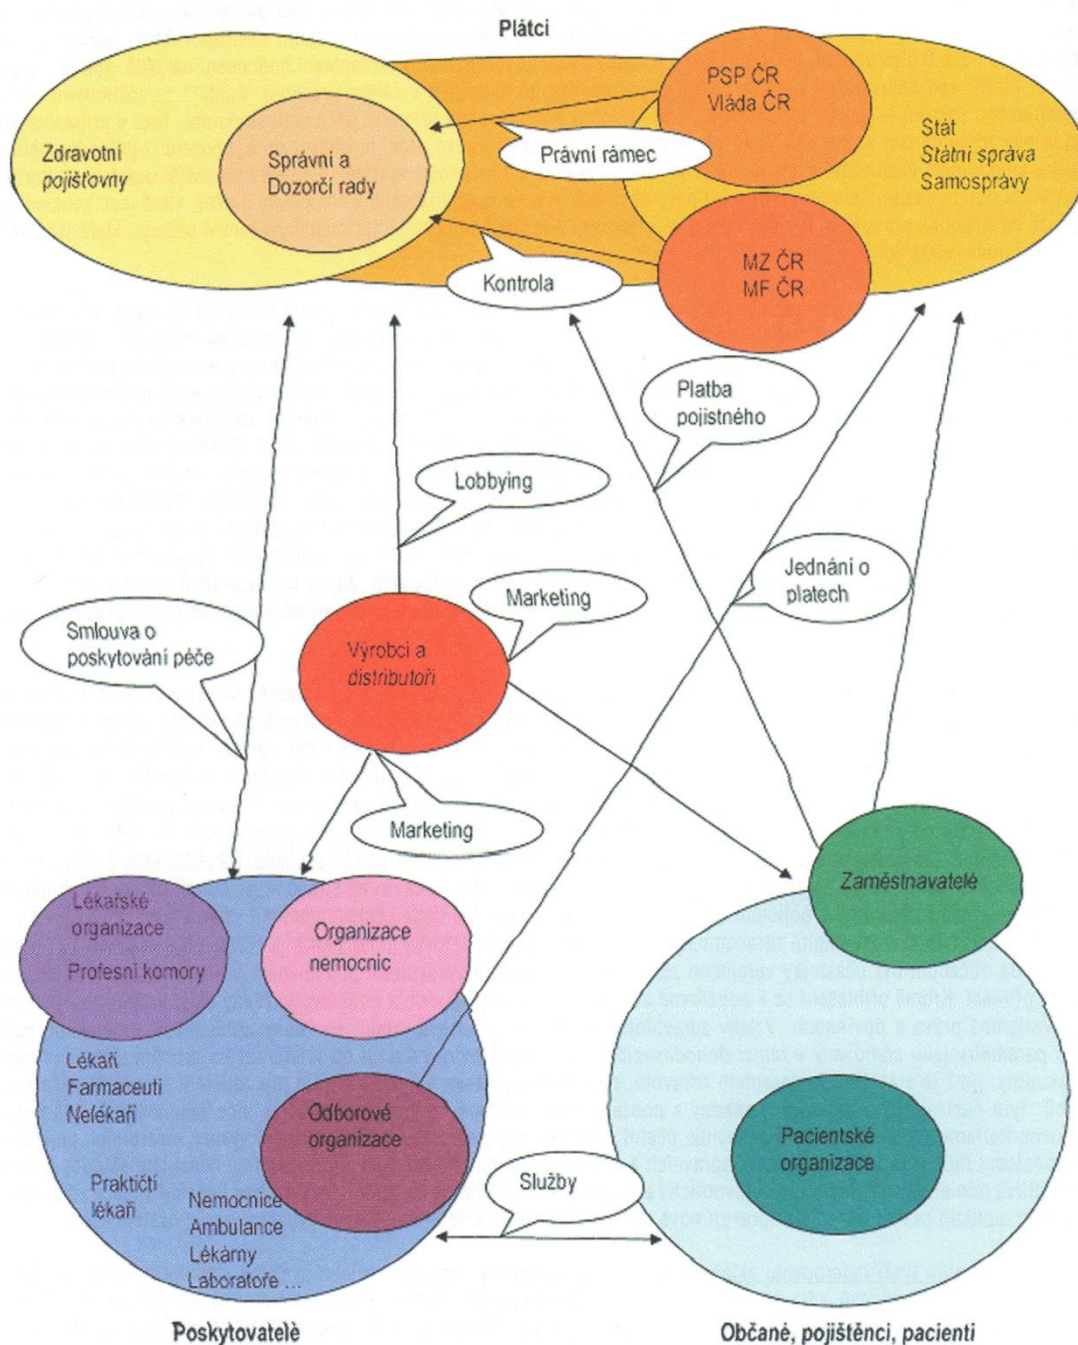 Plátci
PSP ČR
Vláda ČR
Zdravotní
pojišťovny
Správní a
Dozorčí rady
Právní rámec
Stát
Státní správa
Samosprávy
Kontrola
MZ ČR
MF ČR
Platba
pojistného
Lobbying
Jednání o
platech
Marketing
Smlouva o
poskytování péče
Výrobci a
distributoři
Marketing
Zaměstnavatelé
Lékařské
organizace
Profesní komory
Organizace
nemocnic
Lékaři
Farmaceuti
Nelékaři
Odborové
organizace
Pacientské
organizace
Praktičtí
lékaři
Služby
Nemocnice
Ambulance
Lékárny
Laboratoře ...
Poskytovatelè
Občané, pojištěnci, pacienti